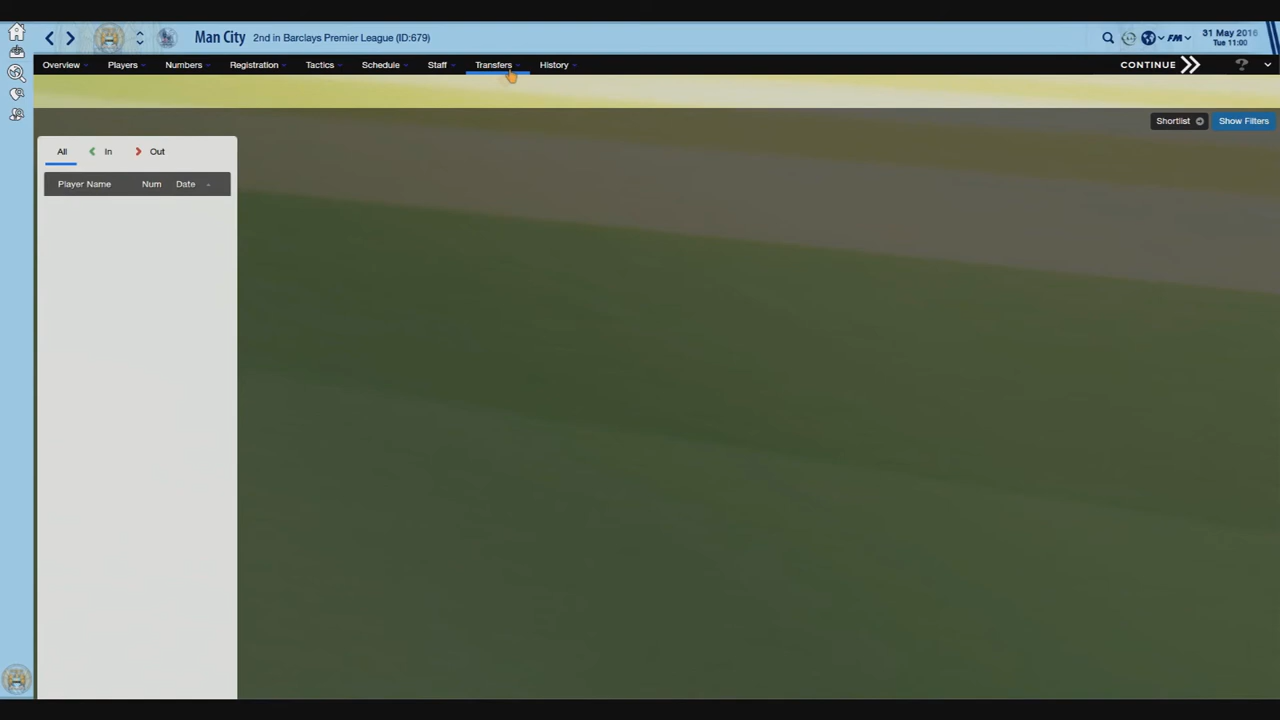 Man City 2nd in Barclays Premier League (ID:679)
FM
31 May 2016
Tue 11:00
Overview Players Numbers Registration Tactics Schedule Staff Transfers History
CONTINUE ?
Shortlist Show Filters
All In Out
Player Name Num Date